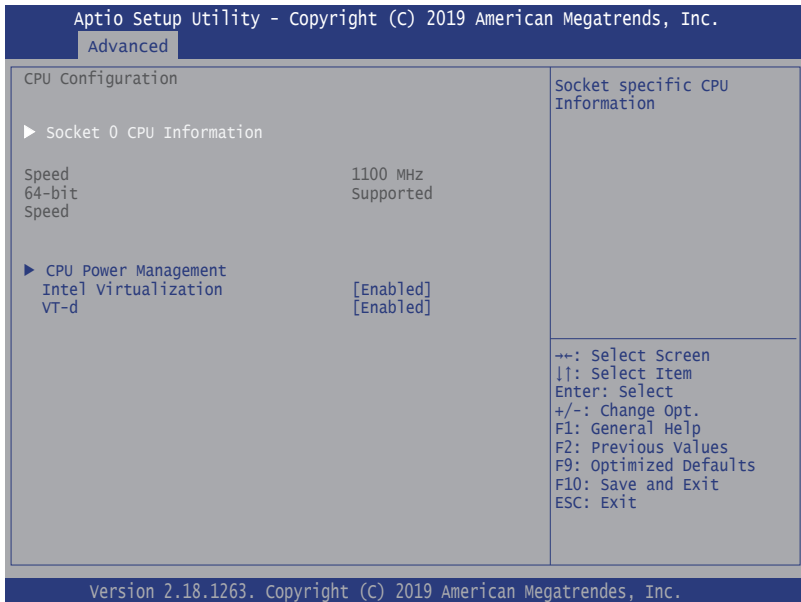 Aptio Setup Utility - Copyright (C) 2019 American Megatrends, Inc.
Advanced
CPU Configuration
▶ Socket 0 CPU Information
Speed 1100 MHz
64-bit Supported
Speed
▶ CPU Power Management
Intel Virtualization [Enabled]
VT-d [Enabled]
Socket specific CPU
Information
→←: Select Screen
↓↑: Select Item
Enter: Select
+/-: Change Opt.
F1: General Help
F2: Previous Values
F9: Optimized Defaults
F10: Save and Exit
ESC: Exit
Version 2.18.1263. Copyright (C) 2019 American Megatrendes, Inc.